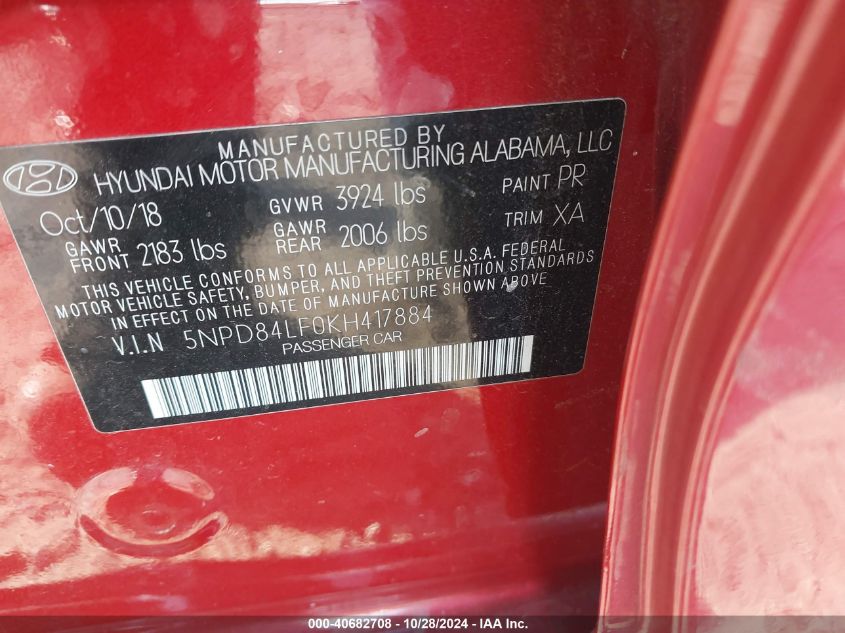 MANUFACTURED BY
HYUNDAI MOTOR MANUFACTURING ALABAMA, LLC
Oct/10/18 GVWR 3924 lbs PAINT PR
GAWR FRONT 2183 lbs GAWR REAR 2006 lbs TRIM XA
THIS VEHICLE CONFORMS TO ALL APPLICABLE U.S.A. FEDERAL
MOTOR VEHICLE SAFETY, BUMPER, AND THEFT PREVENTION STANDARDS
IN EFFECT ON THE DATE OF MANUFACTURE SHOWN ABOVE
V.I.N 5NPD84LF0KH417884
PASSENGER CAR
000-40682708 - 10/28/2024 - IAA Inc.